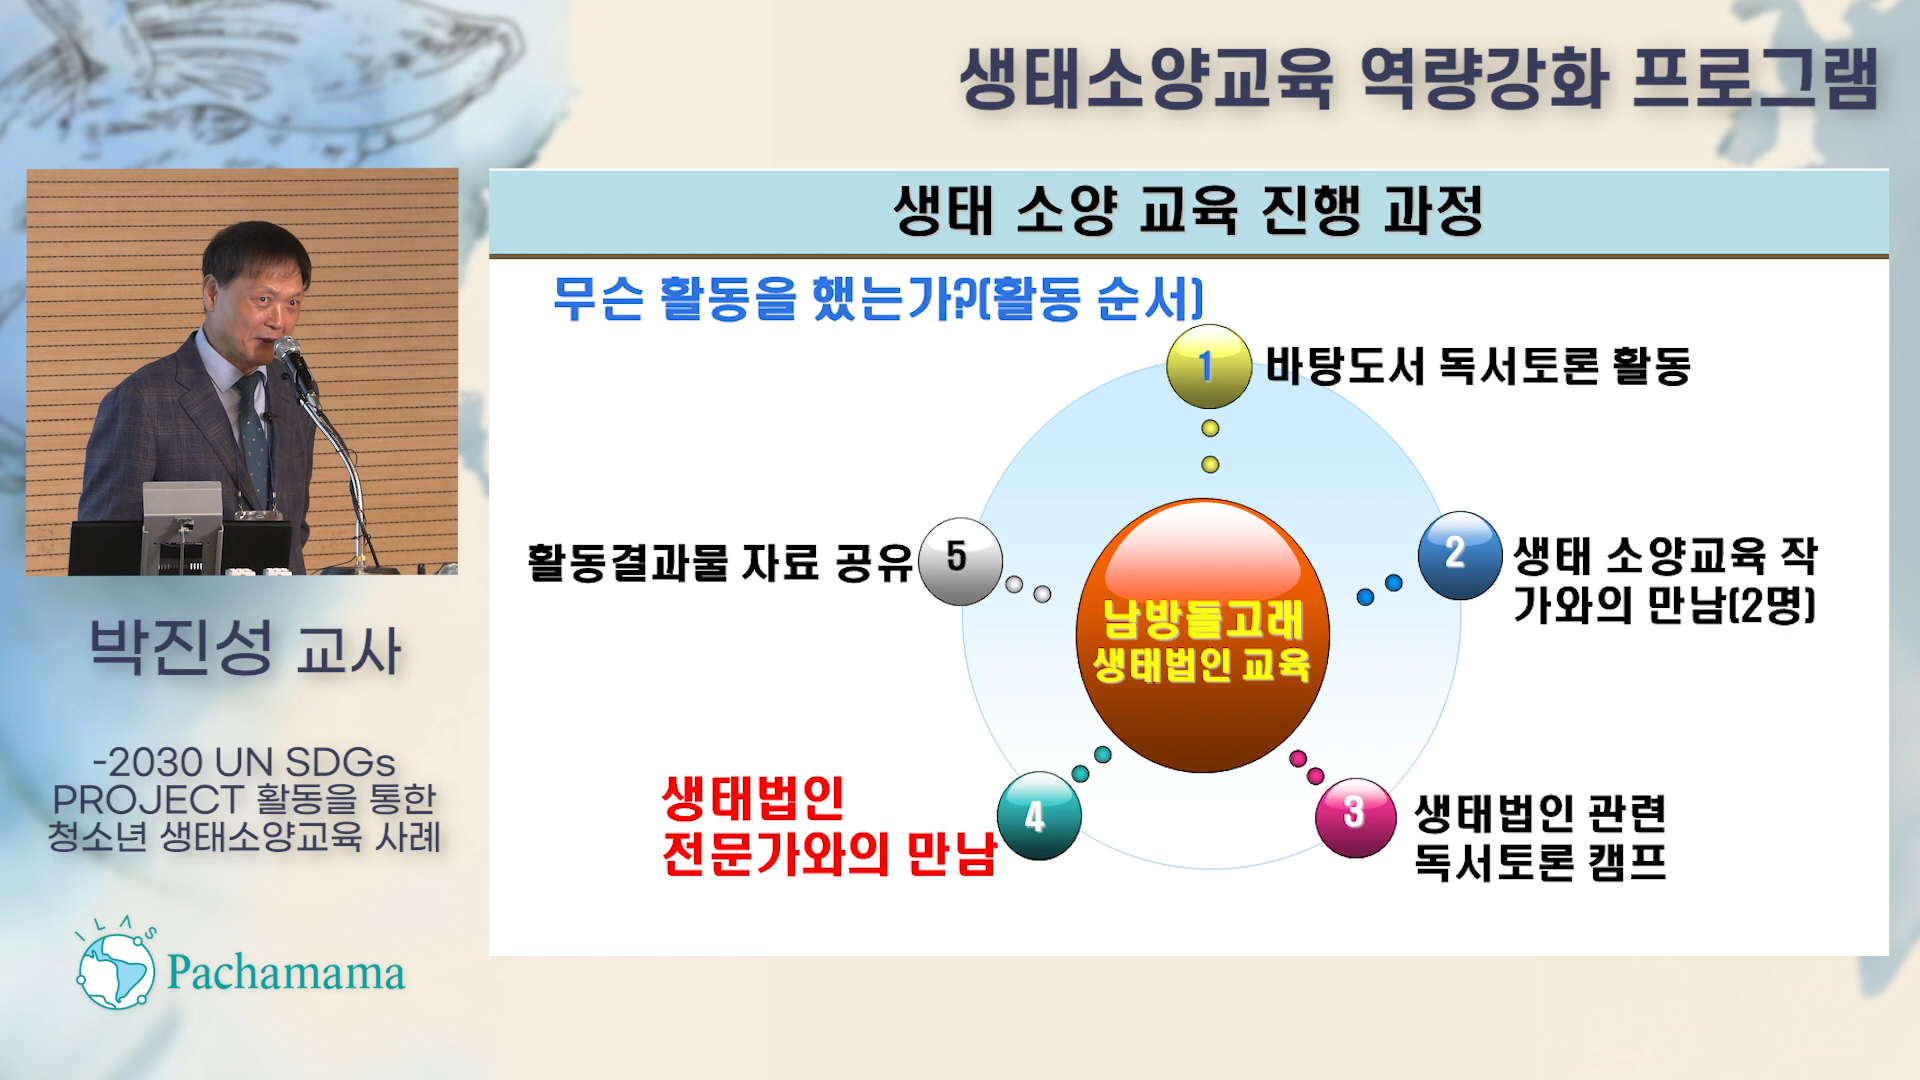 생태소양교육 역량강화 프로그램
생태 소양 교육 진행 과정
무슨 활동을 했는가?(활동 순서)
1
바탕도서 독서토론 활동
2
생태 소양교육 작
가와의 만남(2명)
3
생태법인 관련
독서토론 캠프
4
생태법인
전문가와의 만남
5
활동결과물 자료 공유
남방돌고래
생태법인 교육
박진성 교사
-2030 UN SDGs
PROJECT 활동을 통한
청소년 생태소양교육 사례
ILAS
Pachamama